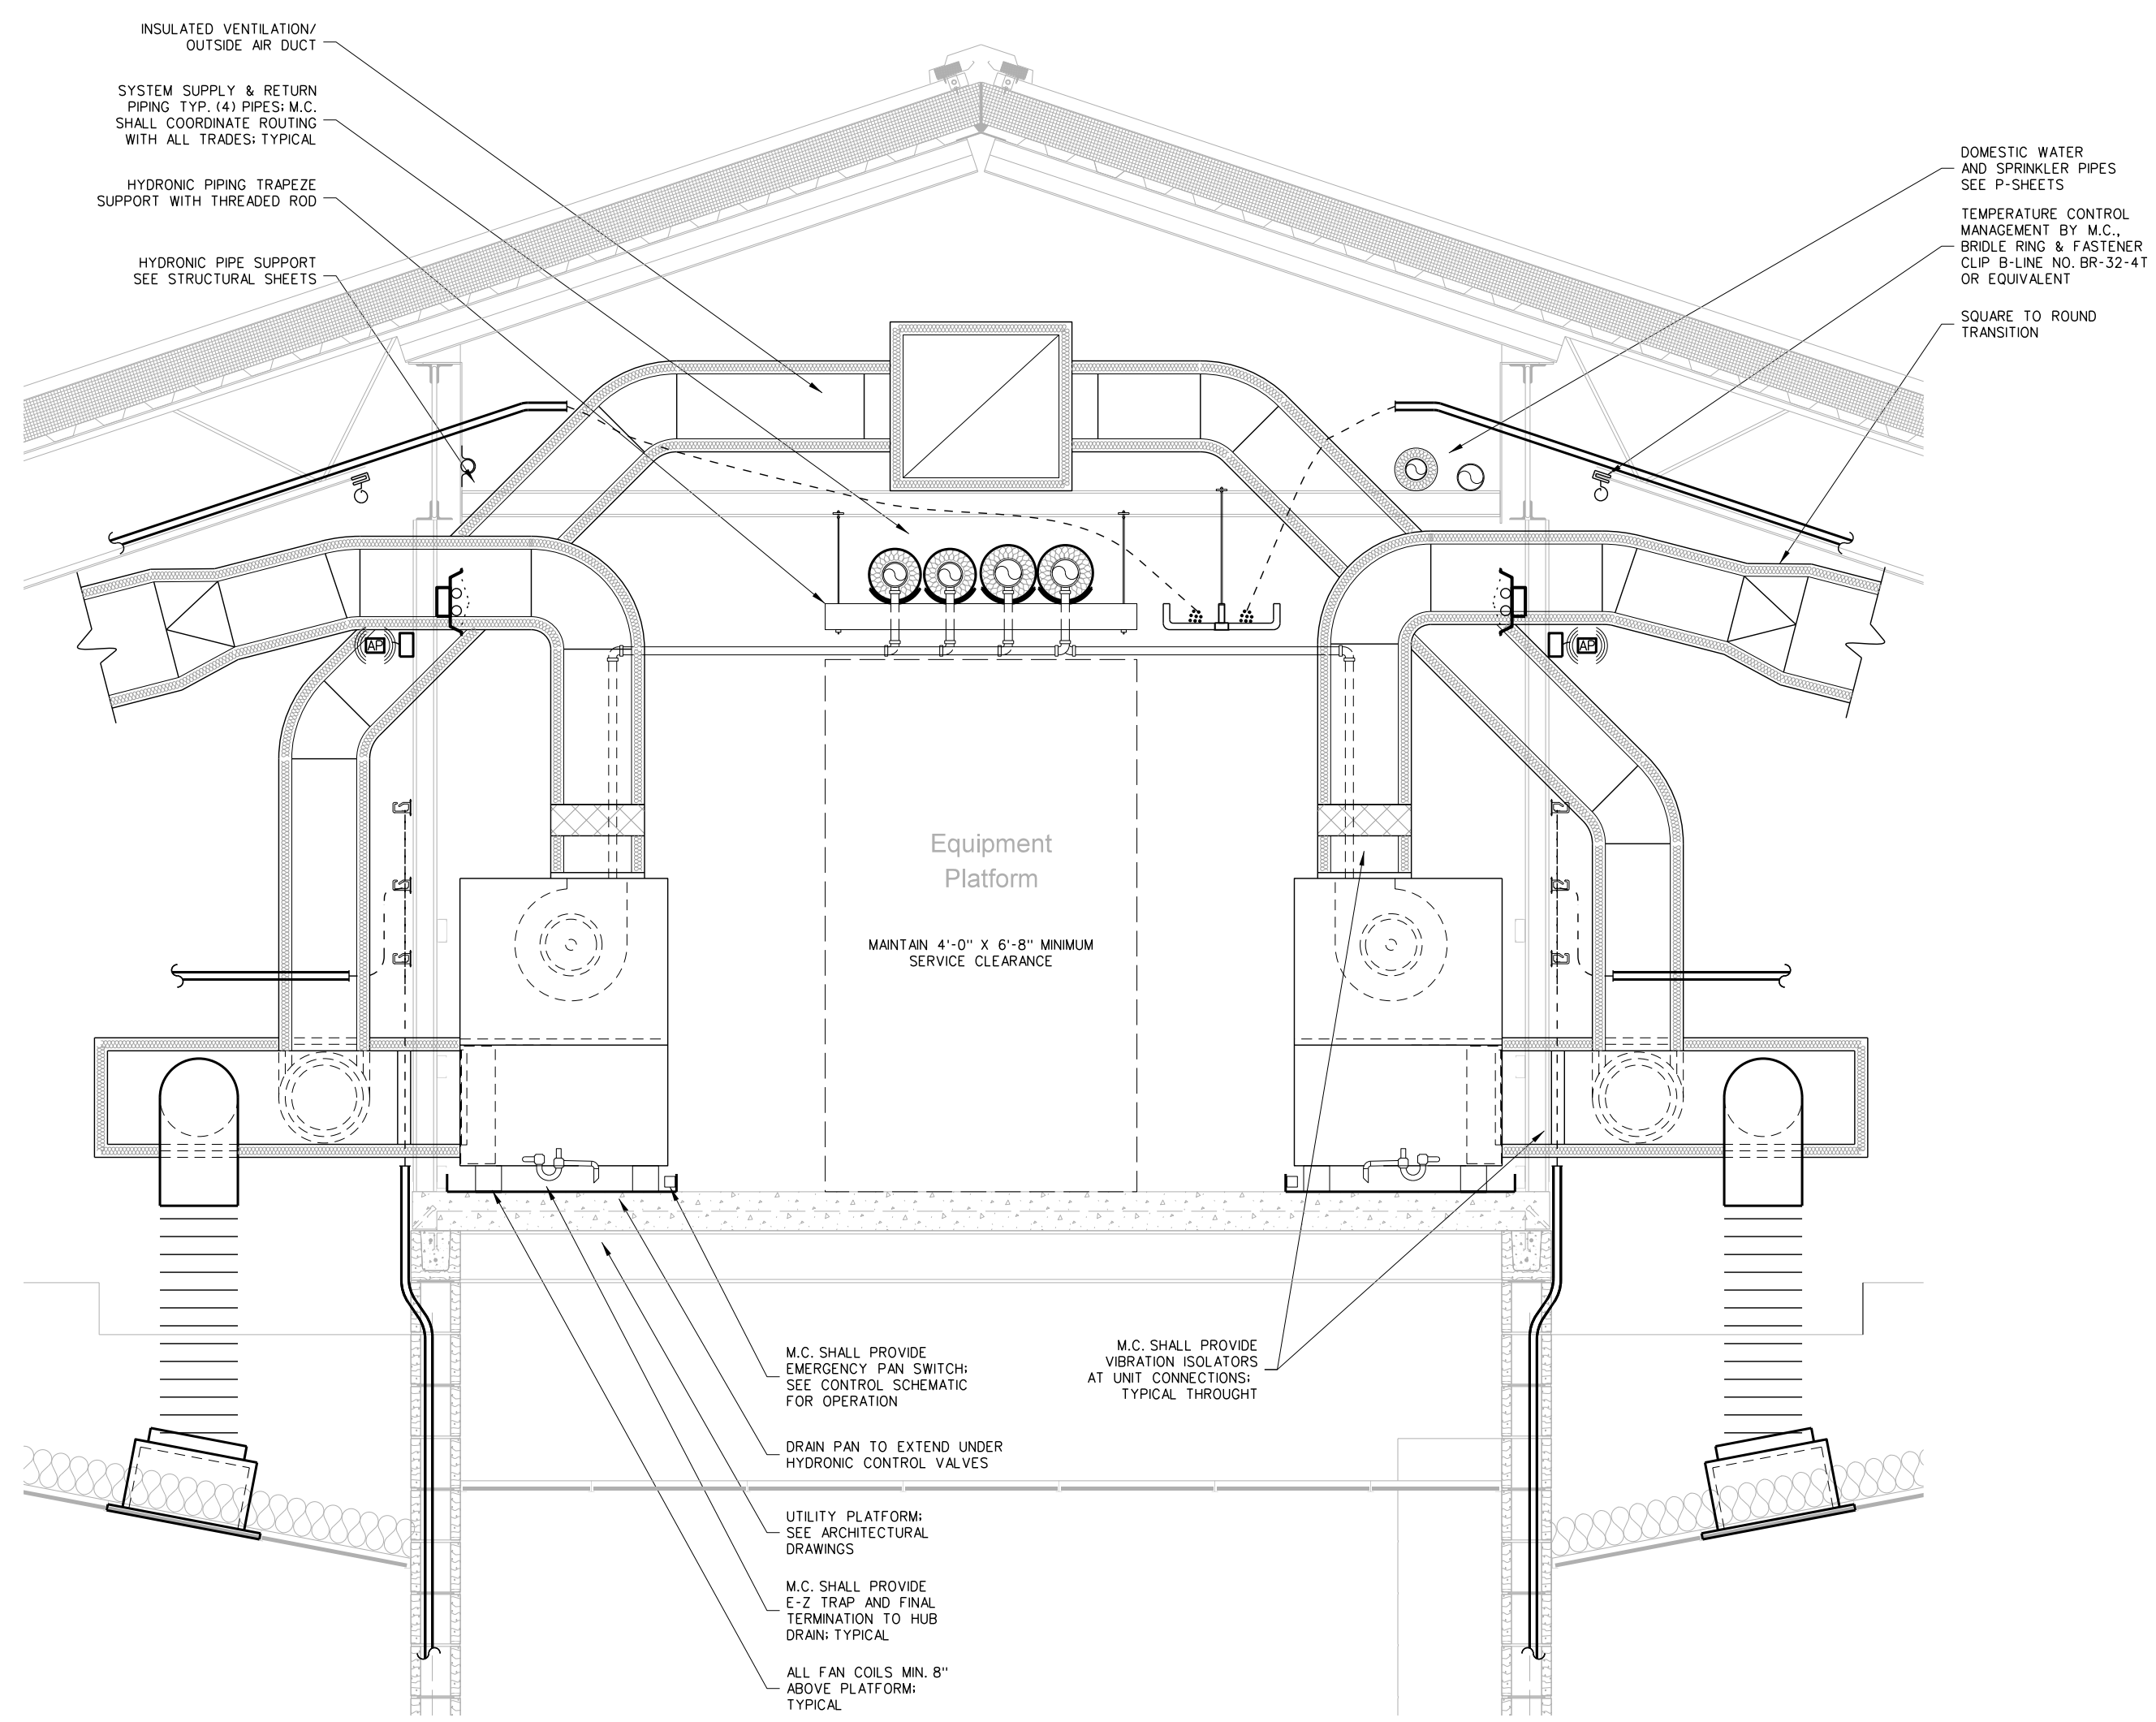 INSULATED VENTILATION/
OUTSIDE AIR DUCT
SYSTEM SUPPLY & RETURN
PIPING TYP. (4) PIPES; M.C.
SHALL COORDINATE ROUTING
WITH ALL TRADES; TYPICAL
HYDRONIC PIPING TRAPEZE
SUPPORT WITH THREADED ROD
HYDRONIC PIPE SUPPORT
SEE STRUCTURAL SHEETS
DOMESTIC WATER
AND SPRINKLER PIPES
SEE P-SHEETS
TEMPERATURE CONTROL
MANAGEMENT BY M.C.,
BRIDLE RING & FASTENER
CLIP B-LINE NO. BR-32-4T
OR EQUIVALENT
SQUARE TO ROUND
TRANSITION
AP
AP
Equipment
Platform
MAINTAIN 4'-0" X 6'-8" MINIMUM
SERVICE CLEARANCE
M.C. SHALL PROVIDE
EMERGENCY PAN SWITCH;
SEE CONTROL SCHEMATIC
FOR OPERATION
DRAIN PAN TO EXTEND UNDER
HYDRONIC CONTROL VALVES
UTILITY PLATFORM;
SEE ARCHITECTURAL
DRAWINGS
M.C. SHALL PROVIDE
E-Z TRAP AND FINAL
TERMINATION TO HUB
DRAIN; TYPICAL
ALL FAN COILS MIN. 8"
ABOVE PLATFORM;
TYPICAL
M.C. SHALL PROVIDE
VIBRATION ISOLATORS
AT UNIT CONNECTIONS;
TYPICAL THROUGHT